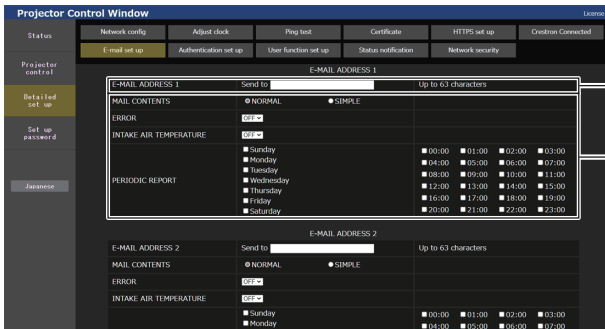 Projector Control Window
License
Status
Network config
Adjust clock
Ping test
Certificate
HTTPS set up
Crestron Connected
E-mail set up
Authentication set up
User function set up
Status notification
Network security
Projector
control
Detailed
set up
Set up
password
Japanese
E-MAIL ADDRESS 1
E-MAIL ADDRESS 1 Send to Up to 63 characters
MAIL CONTENTS NORMAL SIMPLE
ERROR OFF
INTAKE AIR TEMPERATURE OFF
PERIODIC REPORT
Sunday
Monday
Tuesday
Wednesday
Thursday
Friday
Saturday
00:00 01:00 02:00 03:00
04:00 05:00 06:00 07:00
08:00 09:00 10:00 11:00
12:00 13:00 14:00 15:00
16:00 17:00 18:00 19:00
20:00 21:00 22:00 23:00
E-MAIL ADDRESS 2
E-MAIL ADDRESS 2 Send to Up to 63 characters
MAIL CONTENTS NORMAL SIMPLE
ERROR OFF
INTAKE AIR TEMPERATURE OFF
Sunday
Monday
00:00 01:00 02:00 03:00
04:00 05:00 06:00 07:00